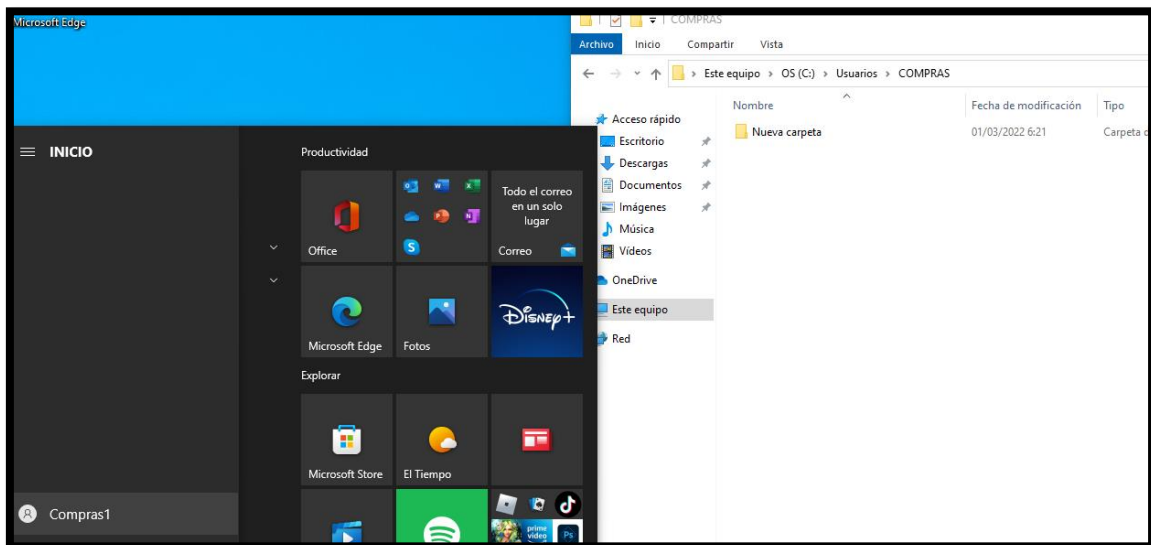 Microsoft Edge
INICIO
Productividad
Office
Todo el correo
en un solo
lugar
Correo
Microsoft Edge
Fotos
Disney+
Explorar
Microsoft Store
El Tiempo
prime
video
Ps
Compras1
COMPRAS
Archivo
Inicio
Compartir
Vista
Este equipo > OS (C:) > Usuarios > COMPRAS
Nombre
Fecha de modificación
Tipo
Nueva carpeta
01/03/2022 6:21
Carpeta
Acceso rápido
Escritorio
Descargas
Documentos
Imágenes
Música
Vídeos
OneDrive
Este equipo
Red